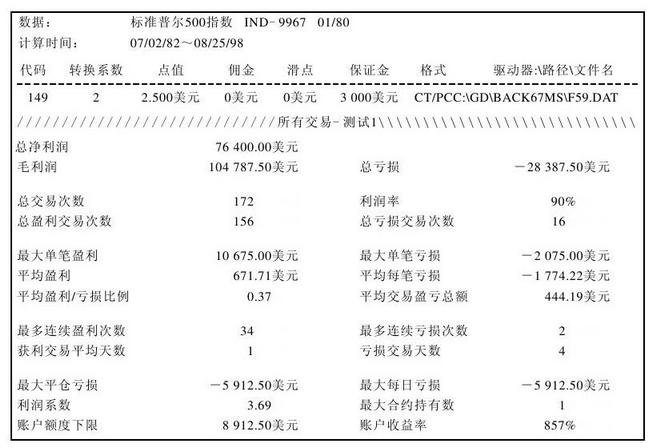 数据： 标准普尔500指数 IND-9967 01/80
计算时间： 07/02/82～08/25/98
代码 转换系数 点值 佣金 滑点 保证金 格式 驱动器:\路径\文件名
149 2 2.500美元 0美元 0美元 3 000美元 CT/PCC:\GD\BACK67MS\F59.DAT
/////////////////////////////所有交易-测试1\\\\\\\\\\\\\\\\\\\\\\\\\\\\\
总净利润 76 400.00美元
毛利润 104 787.50美元 总亏损 －28 387.50美元
总交易次数 172 利润率 90%
总盈利交易次数 156 总亏损交易次数 16
最大单笔盈利 10 675.00美元 最大单笔亏损 －2 075.00美元
平均盈利 671.71美元 平均每笔亏损 －1 774.22美元
平均盈利/亏损比例 0.37 平均交易盈亏总额 444.19美元
最多连续盈利次数 34 最多连续亏损次数 2
获利交易平均天数 1 亏损交易天数 4
最大平仓亏损 －5 912.50美元 最大每日亏损 －5 912.50美元
利润系数 3.69 最大合约持有数 1
账户额度下限 8 912.50美元 账户收益率 857%